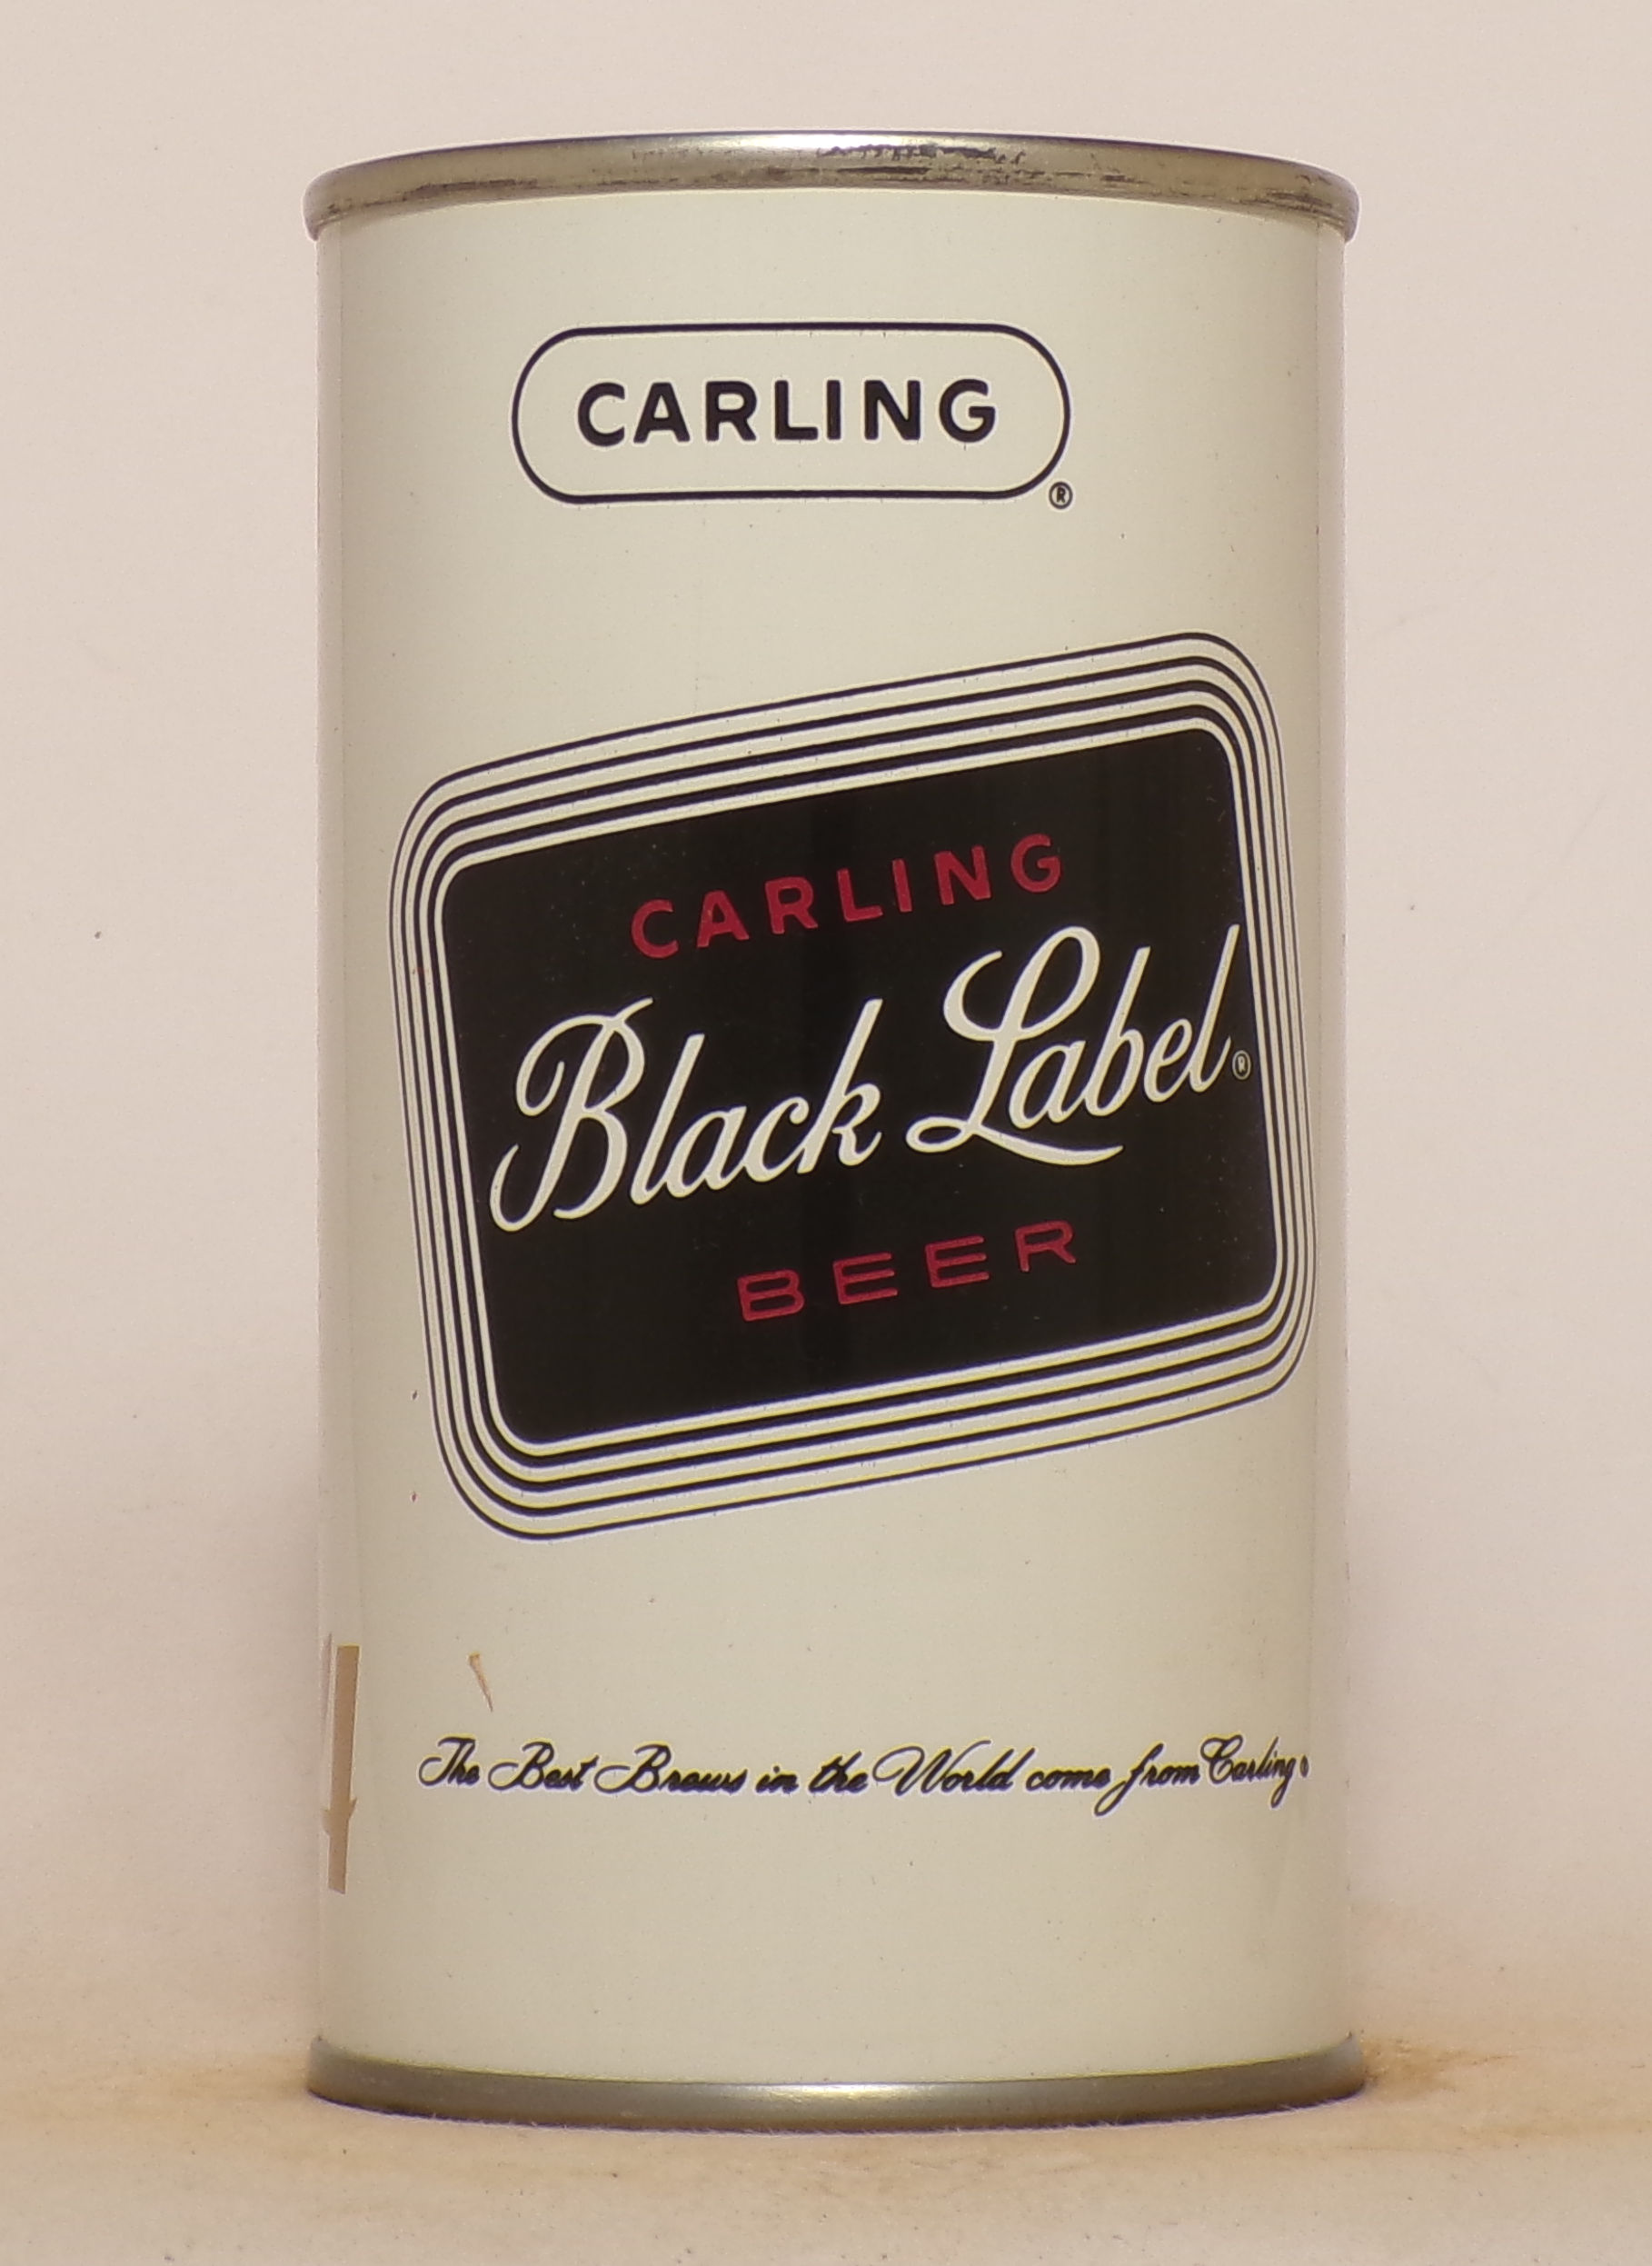 CARLING
®
CARLING
Black Label®
BEER
The Best Brews in the World come from Carling